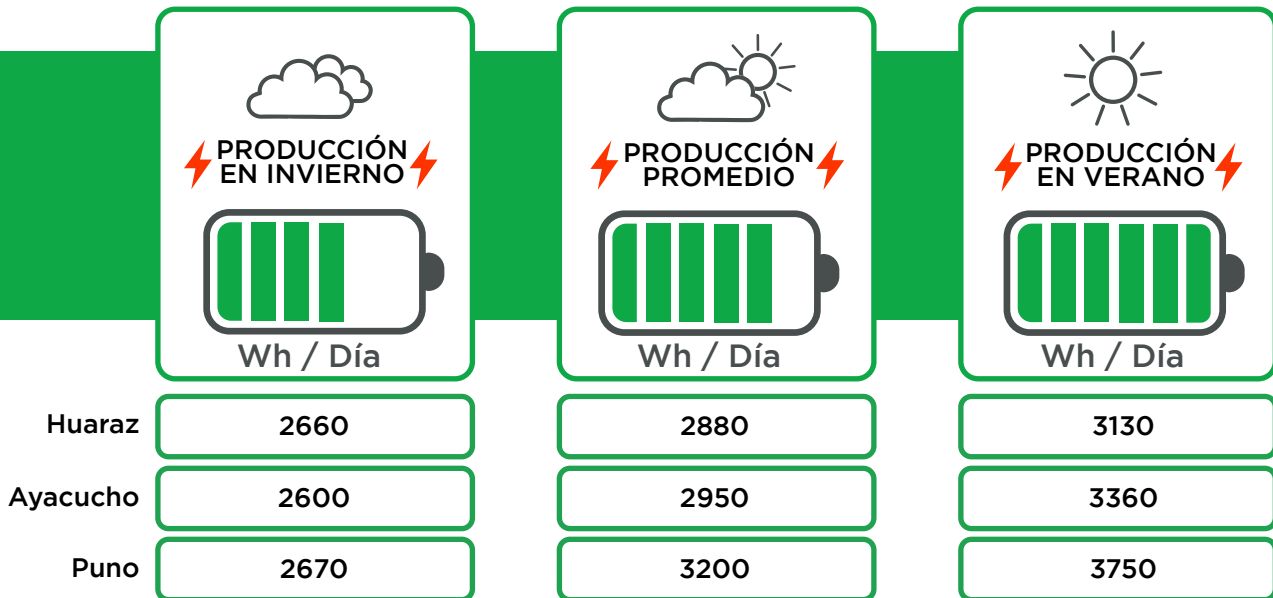 PRODUCCIÓN
EN INVIERNO
Wh / Día
PRODUCCIÓN
PROMEDIO
Wh / Día
PRODUCCIÓN
EN VERANO
Wh / Día
Huaraz 2660 2880 3130
Ayacucho 2600 2950 3360
Puno 2670 3200 3750